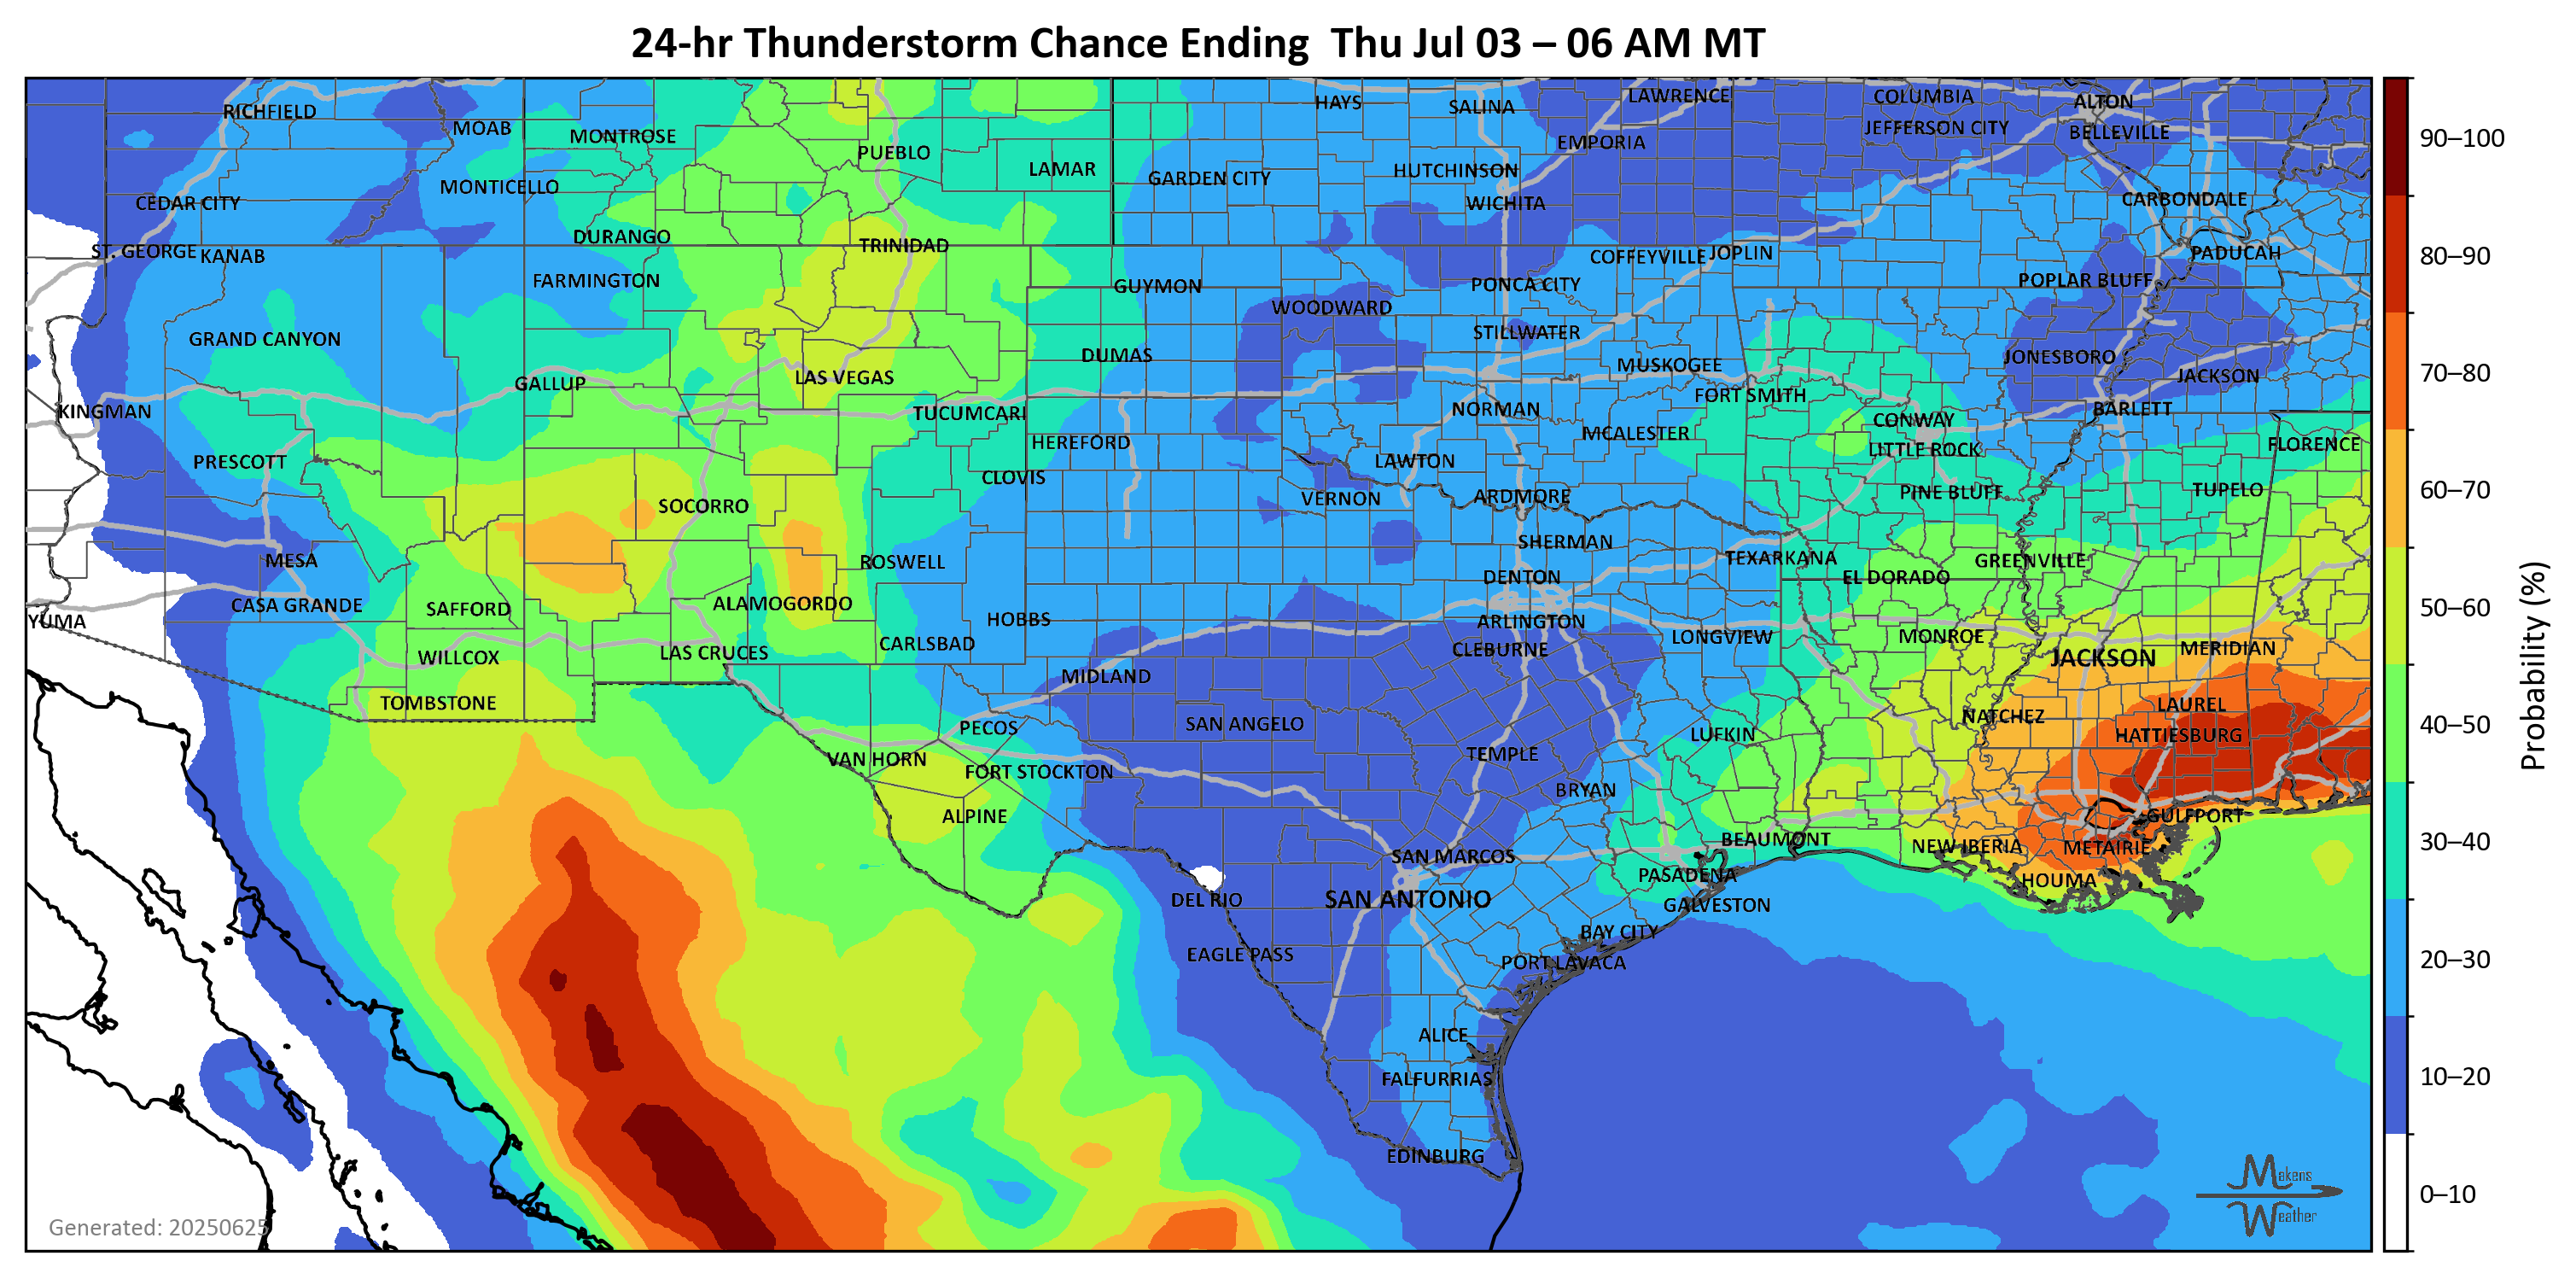 24-hr Thunderstorm Chance Ending  Thu Jul 03 – 06 AM MT
RICHFIELD
MOAB
MONTROSE
PUEBLO
LAMAR
HAYS
SALINA
LAWRENCE
COLUMBIA
ALTON
EMPORIA
JEFFERSON CITY
BELLEVILLE
90–100
CEDAR CITY
MONTICELLO
GARDEN CITY
HUTCHINSON
WICHITA
CARBONDALE
ST. GEORGE
KANAB
DURANGO
TRINIDAD
COFFEYVILLE
JOPLIN
PADUCAH
80–90
FARMINGTON
GUYMON
WOODWARD
PONCA CITY
POPLAR BLUFF
GRAND CANYON
DUMAS
STILLWATER
MUSKOGEE
JONESBORO
JACKSON
70–80
GALLUP
LAS VEGAS
FORT SMITH
KINGMAN
TUCUMCARI
NORMAN
CONWAY
BARLETT
PRESCOTT
HEREFORD
LAWTON
MCALESTER
LITTLE ROCK
FLORENCE
CLOVIS
SOCORRO
VERNON
ARDMORE
PINE BLUFF
TUPELO
60–70
MESA
ROSWELL
SHERMAN
TEXARKANA
GREENVILLE
CASA GRANDE
SAFFORD
ALAMOGORDO
DENTON
EL DORADO
YUMA
HOBBS
ARLINGTON
50–60
WILLCOX
LAS CRUCES
CARLSBAD
CLEBURNE
LONGVIEW
MONROE
JACKSON
MERIDIAN
Probability (%)
TOMBSTONE
MIDLAND
PECOS
SAN ANGELO
LUFKIN
NATCHEZ
LAUREL
HATTIESBURG
40–50
VAN HORN
FORT STOCKTON
TEMPLE
ALPINE
BRYAN
GULFPORT
SAN MARCOS
BEAUMONT
NEW IBERIA
METAIRIE
30–40
DEL RIO
SAN ANTONIO
PASADENA
GALVESTON
HOUMA
EAGLE PASS
BAY CITY
PORT LAVACA
20–30
ALICE
FALFURRIAS
10–20
EDINBURG
Makens
Weather
0–10
Generated: 20250625